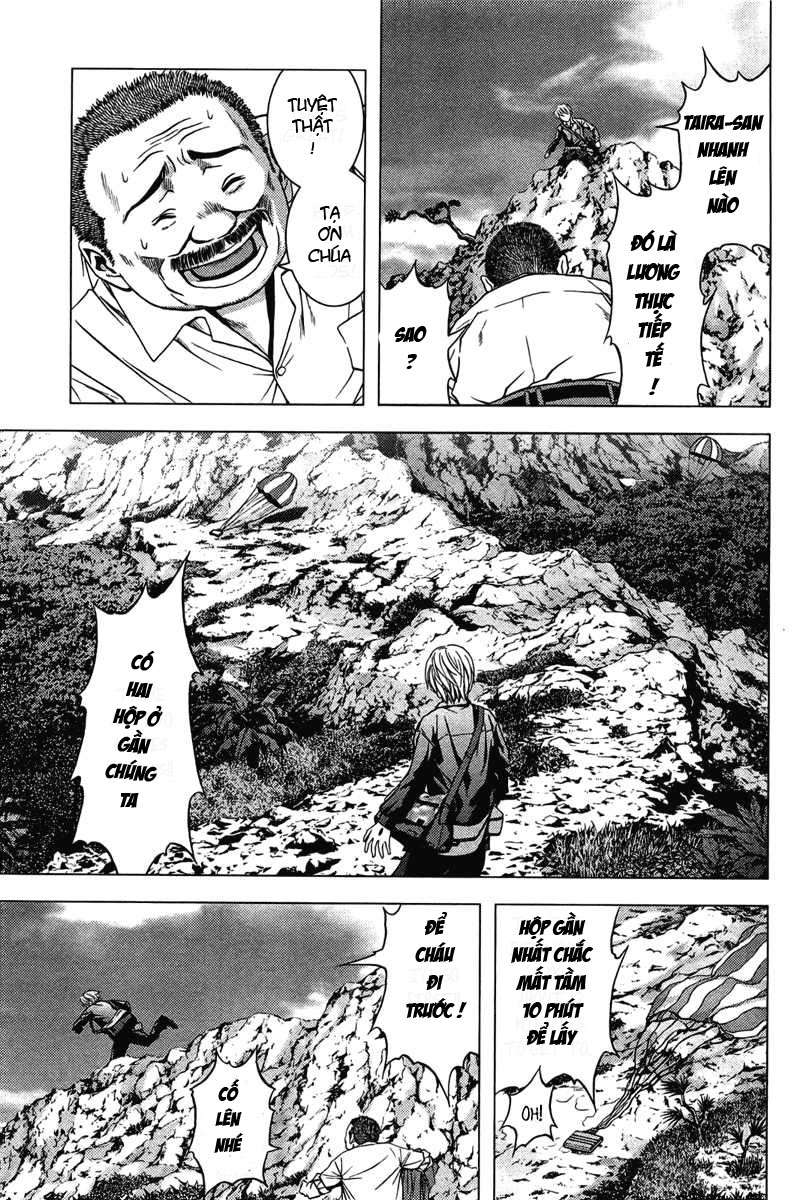 TAIRA-SAN
NHANH
LÊN
NÀO
ĐÓ LÀ
LƯƠNG
THỰC
TIẾP
TẾ !
SAO
?
TUYỆT
THẬT
!
TẠ
ƠN
CHÚA
CÓ
HAI
HỘP Ở
GẦN
CHÚNG
TA
HỘP GẦN
NHẤT CHẮC
MẤT TẦM
10 PHÚT
ĐỂ LẤY
OH!
ĐỂ
CHÁU
ĐI
TRƯỚC !
CỐ
LÊN
NHÉ